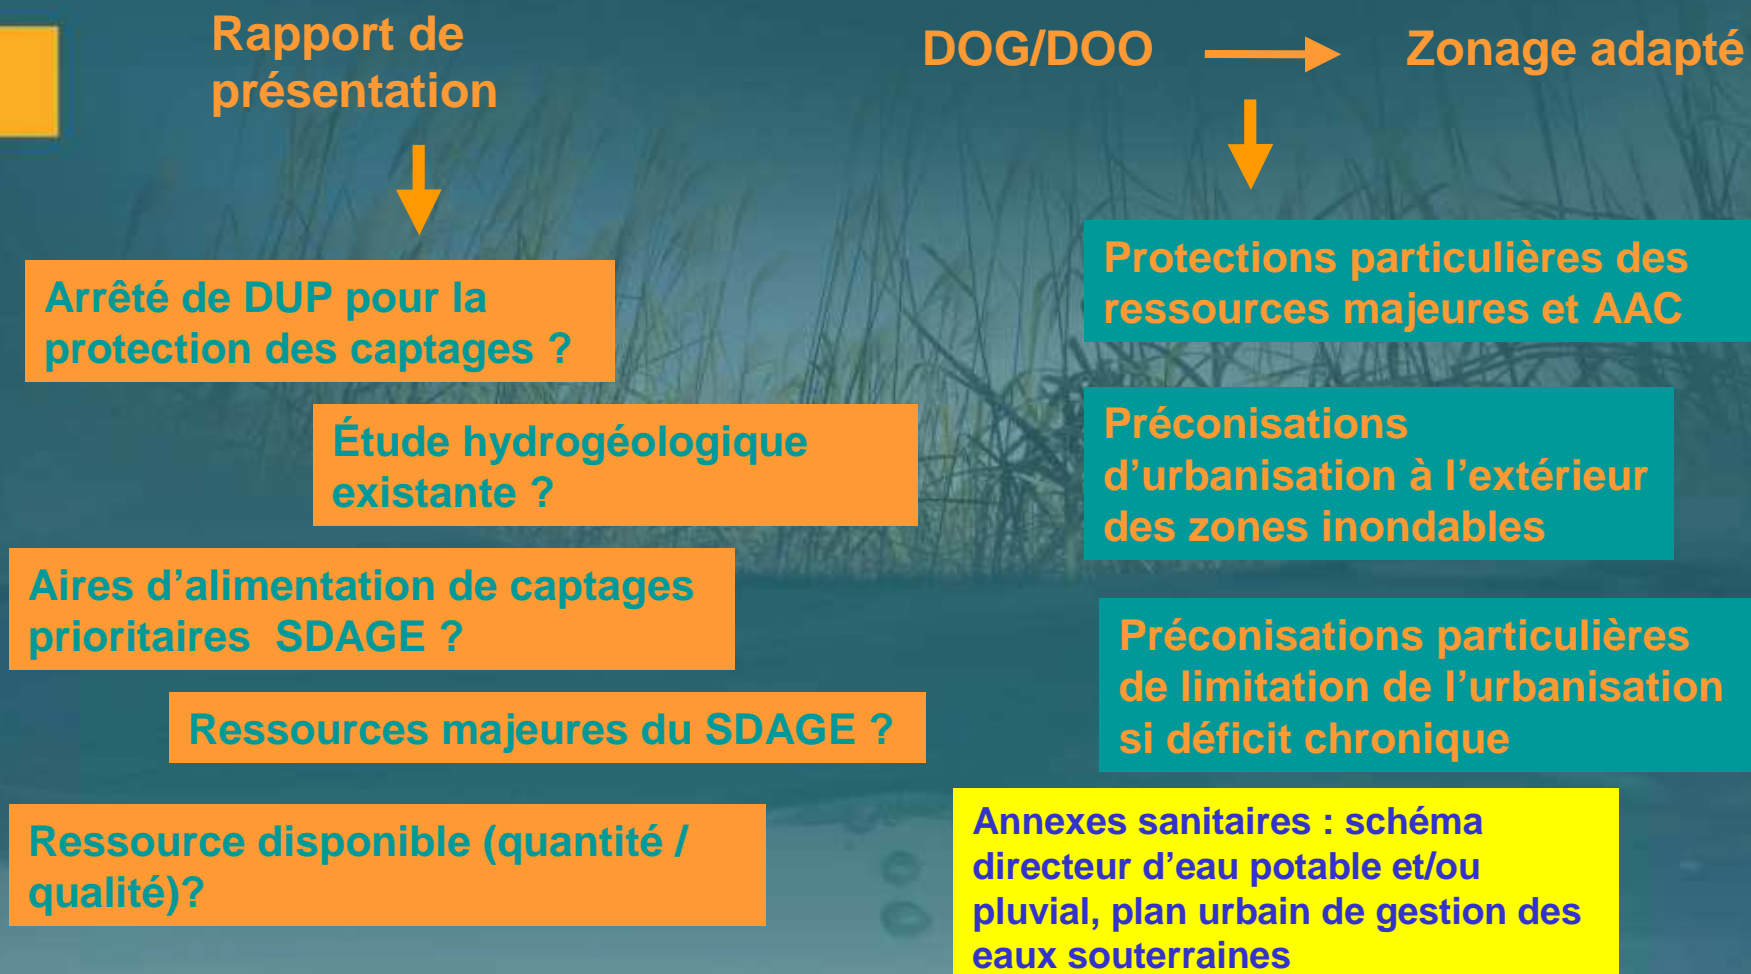 Rapport de
présentation
DOG/DOO
Zonage adapté
Arrêté de DUP pour la
protection des captages ?
Étude hydrogéologique
existante ?
Aires d’alimentation de captages
prioritaires SDAGE ?
Ressources majeures du SDAGE ?
Ressource disponible (quantité /
qualité)?
Protections particulières des
ressources majeures et AAC
Préconisations
d’urbanisation à l’extérieur
des zones inondables
Préconisations particulières
de limitation de l’urbanisation
si déficit chronique
Annexes sanitaires : schéma
directeur d’eau potable et/ou
pluvial, plan urbain de gestion des
eaux souterraines